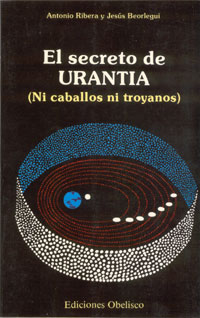 Antonio Ribera y Jesús Beorlegui
El secreto de
URANTIA
(Ni caballos ni troyanos)
Ediciones Obelisco